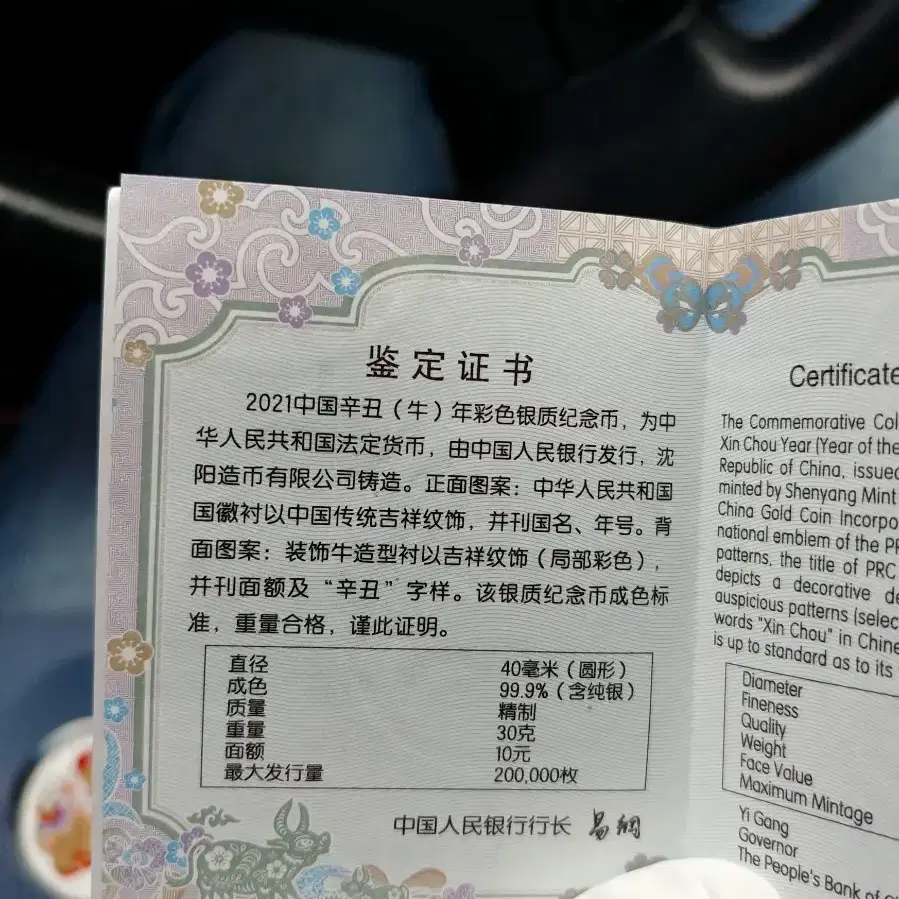 鉴定证书
2021中国辛丑（牛）年彩色银质纪念币，为中
华人民共和国法定货币，由中国人民银行发行，沈
阳造币有限公司铸造。正面图案：中华人民共和国
国徽衬以中国传统吉祥纹饰，并刊国名、年号。背
面图案：装饰牛造型衬以吉祥纹饰（局部彩色），
并刊面额及“辛丑”字样。该银质纪念币成色标
准，重量合格，谨此证明。
直径 40毫米（圆形）
成色 99.9%（含纯银）
质量 精制
重量 30克
面额 10元
最大发行量 200,000枚
中国人民银行行长 易纲
Certificate
The Commemorative Col
Xin Chou Year (Year of the
Republic of China, issued
minted by Shenyang Mint
China Gold Coin Incorpo
national emblem of the PR
patterns, the title of PRC
depicts a decorative de
auspicious patterns (selec
words "Xin Chou" in Chine
is up to standard as to its
Diameter
Fineness
Quality
Weight
Face Value
Maximum Mintage
Yi Gang
Governor
The People's Bank of